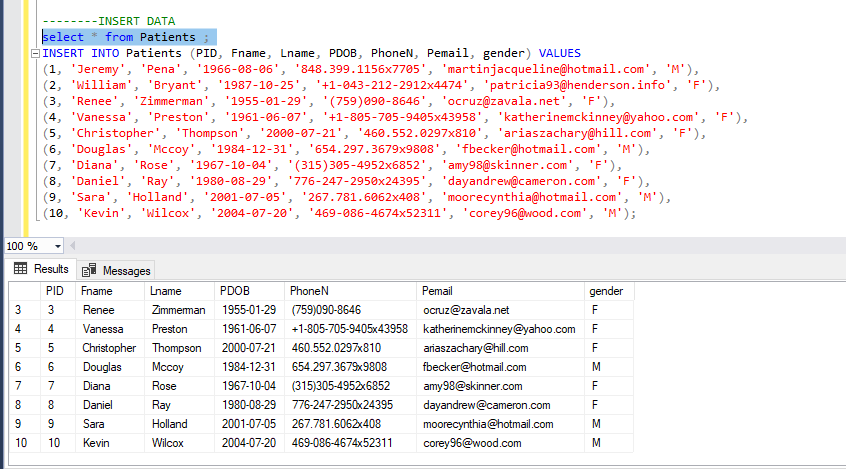 --------INSERT DATA
select * from Patients ;
INSERT INTO Patients (PID, Fname, Lname, PDOB, PhoneN, Pemail, gender) VALUES
(1, 'Jeremy', 'Pena', '1966-08-06', '848.399.1156x7705', 'martinjacqueline@hotmail.com', 'M'),
(2, 'William', 'Bryant', '1987-10-25', '+1-043-212-2912x4474', 'patricia93@henderson.info', 'F'),
(3, 'Renee', 'Zimmerman', '1955-01-29', '(759)090-8646', 'ocruz@zavala.net', 'F'),
(4, 'Vanessa', 'Preston', '1961-06-07', '+1-805-705-9405x43958', 'katherinemckinney@yahoo.com', 'F'),
(5, 'Christopher', 'Thompson', '2000-07-21', '460.552.0297x810', 'ariaszachary@hill.com', 'F'),
(6, 'Douglas', 'Mccoy', '1984-12-31', '654.297.3679x9808', 'fbecker@hotmail.com', 'M'),
(7, 'Diana', 'Rose', '1967-10-04', '(315)305-4952x6852', 'amy98@skinner.com', 'F'),
(8, 'Daniel', 'Ray', '1980-08-29', '776-247-2950x24395', 'dayandrew@cameron.com', 'F'),
(9, 'Sara', 'Holland', '2001-07-05', '267.781.6062x408', 'moorecynthia@hotmail.com', 'M'),
(10, 'Kevin', 'Wilcox', '2004-07-20', '469-086-4674x52311', 'corey96@wood.com', 'M');
100 %
Results Messages
PID Fname Lname PDOB PhoneN Pemail gender
3 3 Renee Zimmerman 1955-01-29 (759)090-8646 ocruz@zavala.net F
4 4 Vanessa Preston 1961-06-07 +1-805-705-9405x43958 katherinemckinney@yahoo.com F
5 5 Christopher Thompson 2000-07-21 460.552.0297x810 ariaszachary@hill.com F
6 6 Douglas Mccoy 1984-12-31 654.297.3679x9808 fbecker@hotmail.com M
7 7 Diana Rose 1967-10-04 (315)305-4952x6852 amy98@skinner.com F
8 8 Daniel Ray 1980-08-29 776-247-2950x24395 dayandrew@cameron.com F
9 9 Sara Holland 2001-07-05 267.781.6062x408 moorecynthia@hotmail.com M
10 10 Kevin Wilcox 2004-07-20 469-086-4674x52311 corey96@wood.com M